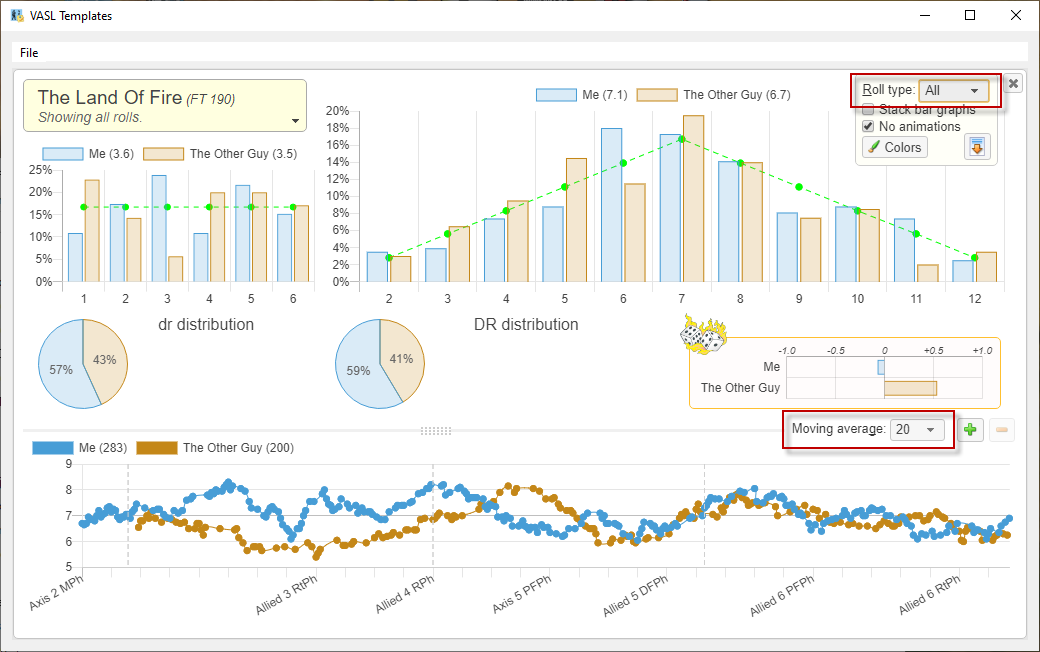 VASL Templates
File
The Land Of Fire (FT 190)
Showing all rolls.
Me (3.6) The Other Guy (3.5)
25%
20%
15%
10%
5%
0%
1 2 3 4 5 6
dr distribution
57% 43%
Me (7.1) The Other Guy (6.7)
20%
18%
16%
14%
12%
10%
8%
6%
4%
2%
0%
2 3 4 5 6 7 8 9 10 11 12
DR distribution
59% 41%
Roll type: All
Stack bar graphs
No animations
Colors
-1.0 -0.5 0 +0.5 +1.0
Me
The Other Guy
Moving average: 20
Me (283) The Other Guy (200)
9
8
7
6
5
Axis 2 MPh Allied 3 RtPh Allied 4 RPh Axis 5 PFPh Allied 5 DFPh Allied 6 PFPh Allied 6 RtPh